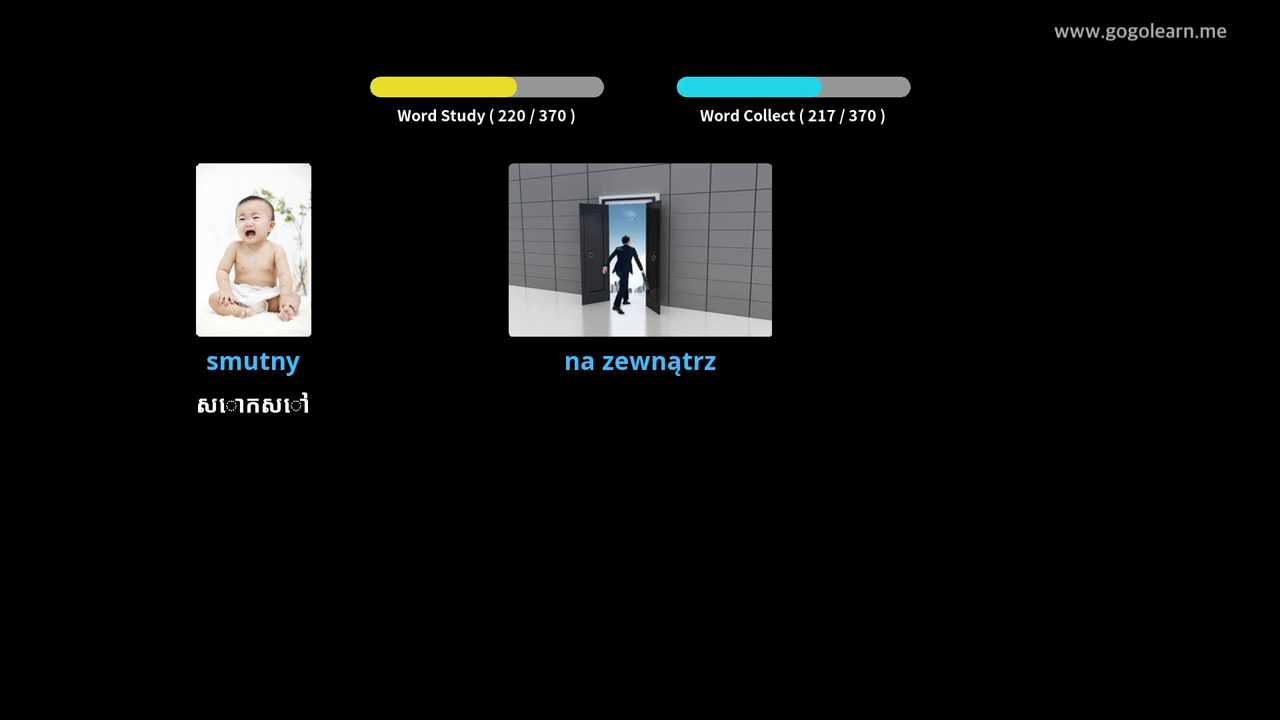 www.gogolearn.me
Word Study ( 220 / 370 )
Word Collect ( 217 / 370 )
smutny
na zewnątrz
សោកសៅ